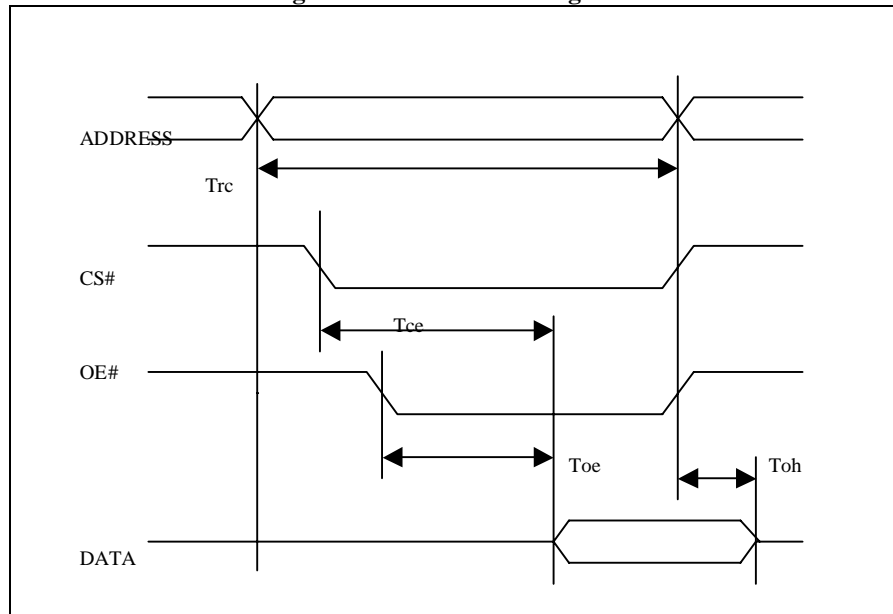 ADDRESS
Trc
CS#
Tce
OE#
Toe
Toh
DATA